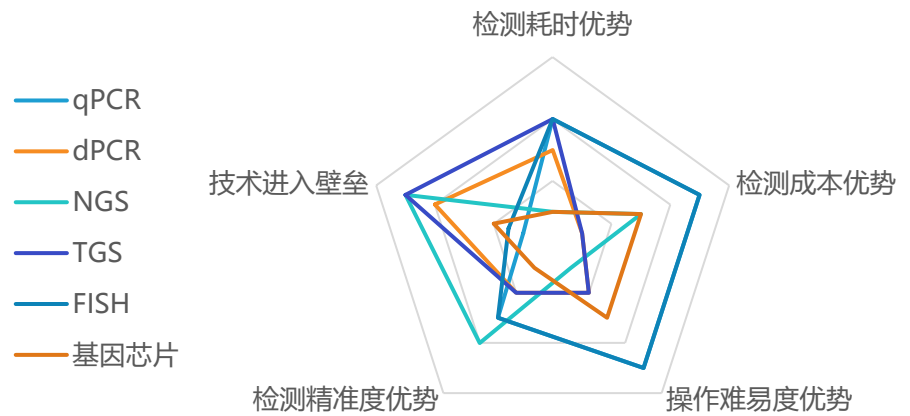 检测耗时优势
qPCR
dPCR
NGS
TGS
FISH
基因芯片
技术进入壁垒
检测成本优势
检测精准度优势
操作难易度优势